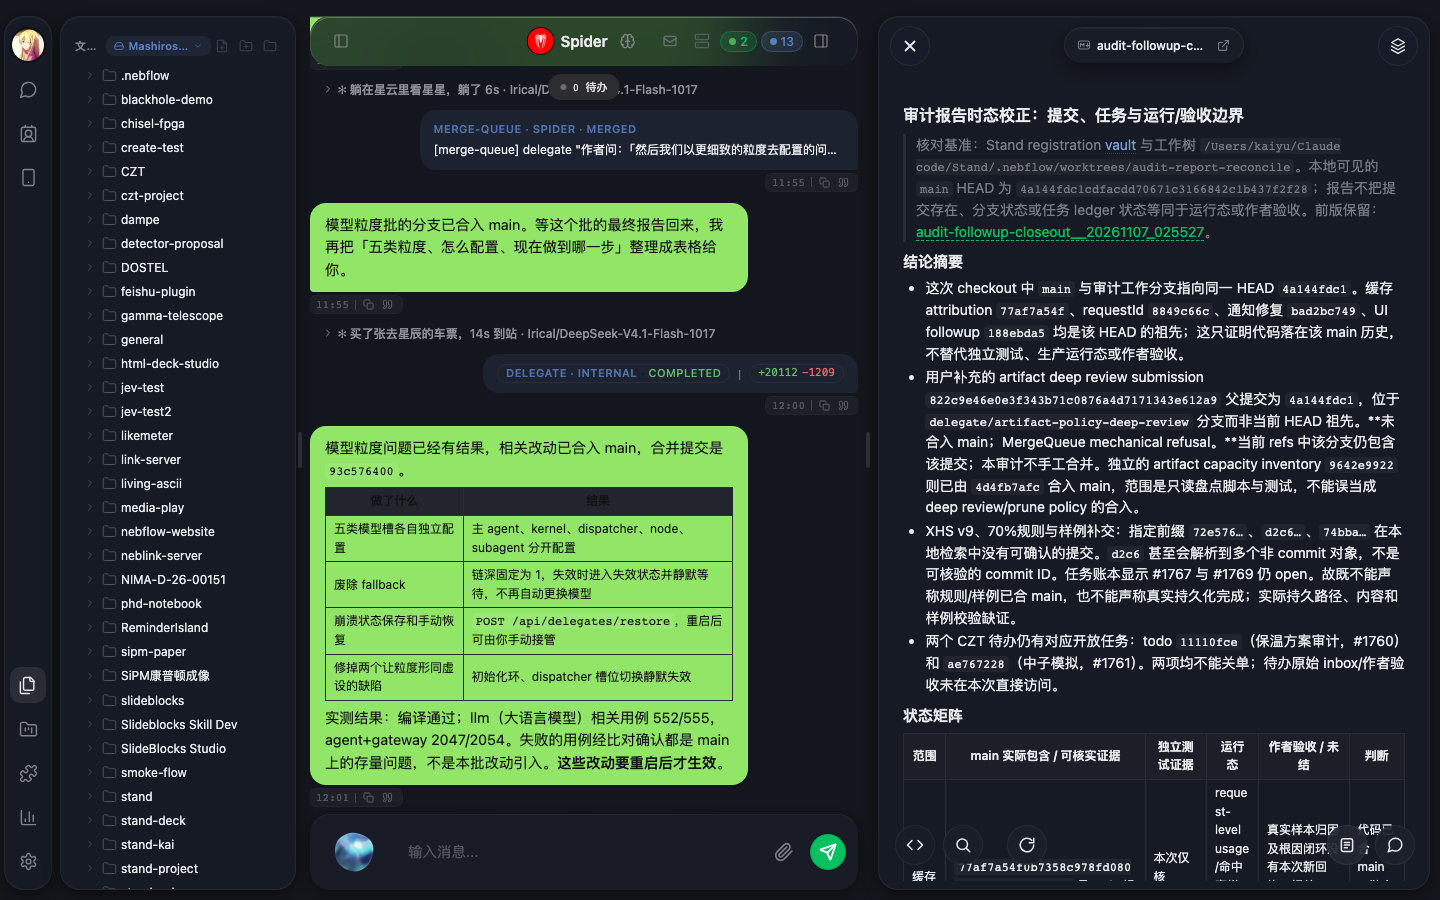 文...
Mashiros...
.nebflow
blackhole-demo
chisel-fpga
create-test
CZT
czt-project
dampe
detector-proposal
DOSTEL
feishu-plugin
gamma-telescope
general
html-deck-studio
jev-test
jev-test2
likemeter
link-server
living-ascii
media-play
nebflow-website
neblink-server
NIMA-D-26-00151
phd-notebook
ReminderIsland
sipm-paper
SiPM康普顿成像
slideblocks
Slideblocks Skill Dev
SlideBlocks Studio
smoke-flow
stand
stand-deck
stand-kai
stand-project
Spider
2
13
0 待办
躺在星云里看星星，躺了 6s · lrical/D
.1-Flash-1017
MERGE-QUEUE · SPIDER · MERGED
[merge-queue] delegate "作者问：「然后我们以更细致的粒度去配置的问...
11:55
模型粒度批的分支已合入 main。等这个批的最终报告回来，我
再把「五类粒度、怎么配置、现在做到哪一步」整理成表格给
你。
11:55
买了张去星辰的车票，14s 到站 · lrical/DeepSeek-V4.1-Flash-1017
DELEGATE · INTERNAL COMPLETED | +20112 −1209
12:00
模型粒度问题已经有结果，相关改动已合入 main，合并提交是
93c576400 。
做了什么 结果
五类模型槽各自独立配
置
主 agent、kernel、dispatcher、node、
subagent 分开配置
废除 fallback
链深固定为 1，失效时进入失效状态并静默等
待，不再自动更换模型
崩溃状态保存和手动恢
复
POST /api/delegates/restore ，重启后
可由你手动接管
修掉两个让粒度形同虚
设的缺陷
初始化环、dispatcher 槽位切换静默失效
实测结果：编译通过；llm（大语言模型）相关用例 552/555，
agent+gateway 2047/2054。失败的用例经比对确认都是 main
上的存量问题，不是本批改动引入。这些改动要重启后才生效。
12:01
输入消息...
audit-followup-c...
审计报告时态校正：提交、任务与运行/验收边界
核对基准：Stand registration vault 与工作树 /Users/kaiyu/Claude
code/Stand/.nebflow/worktrees/audit-report-reconcile 。本地可见的
main HEAD 为 4a144fdc1cdfacdd70671c3166842c1b437f2f28 ；报告不把提
交存在、分支状态或任务 ledger 状态等同于运行态或作者验收。前版保留：
audit-followup-closeout__20261107_025527。
结论摘要
这次 checkout 中 main 与审计工作分支指向同一 HEAD 4a144fdc1 。缓存
attribution 77af7a54f 、requestId 8849c66c 、通知修复 bad2bc749 、UI
followup 188ebda5 均是该 HEAD 的祖先；这只证明代码落在该 main 历史，
不替代独立测试、生产运行态或作者验收。
用户补充的 artifact deep review submission
822c9e46e0e3f343b71c0876a4d7171343e612a9 父提交为 4a144fdc1 ，位于
delegate/artifact-policy-deep-review 分支而非当前 HEAD 祖先。**未
合入 main；MergeQueue mechanical refusal。**当前 refs 中该分支仍包含
该提交；本审计不手工合并。独立的 artifact capacity inventory 9642e9922
则已由 4d4fb7afc 合入 main，范围是只读盘点脚本与测试，不能误当成
deep review/prune policy 的合入。
XHS v9、70%规则与样例补交：指定前缀 72e576… 、 d2c6… 、 74bba… 在本
地检索中没有可确认的提交。 d2c6 甚至会解析到多个非 commit 对象，不是
可核验的 commit ID。任务账本显示 #1767 与 #1769 仍 open。故既不能声
称规则/样例已合 main，也不能声称真实持久化完成；实际持久路径、内容和
样例校验缺证。
两个 CZT 待办仍有对应开放任务：todo 11110fce （保温方案审计，#1760）
和 ae767228 （中子模拟，#1761）。两项均不能关单；待办原始 inbox/作者验
收未在本次直接访问。
状态矩阵
范围 main 实际包含 / 可核实证据 独立测
试证据 运行
态 作者验收 / 未
结 判断
缓存
77af7a54f0b7358c978fd080
本次仅
核
reque
st-
level
usage
/命中
真实样本归因
及根因闭环
有本次新回
代码已
含
main